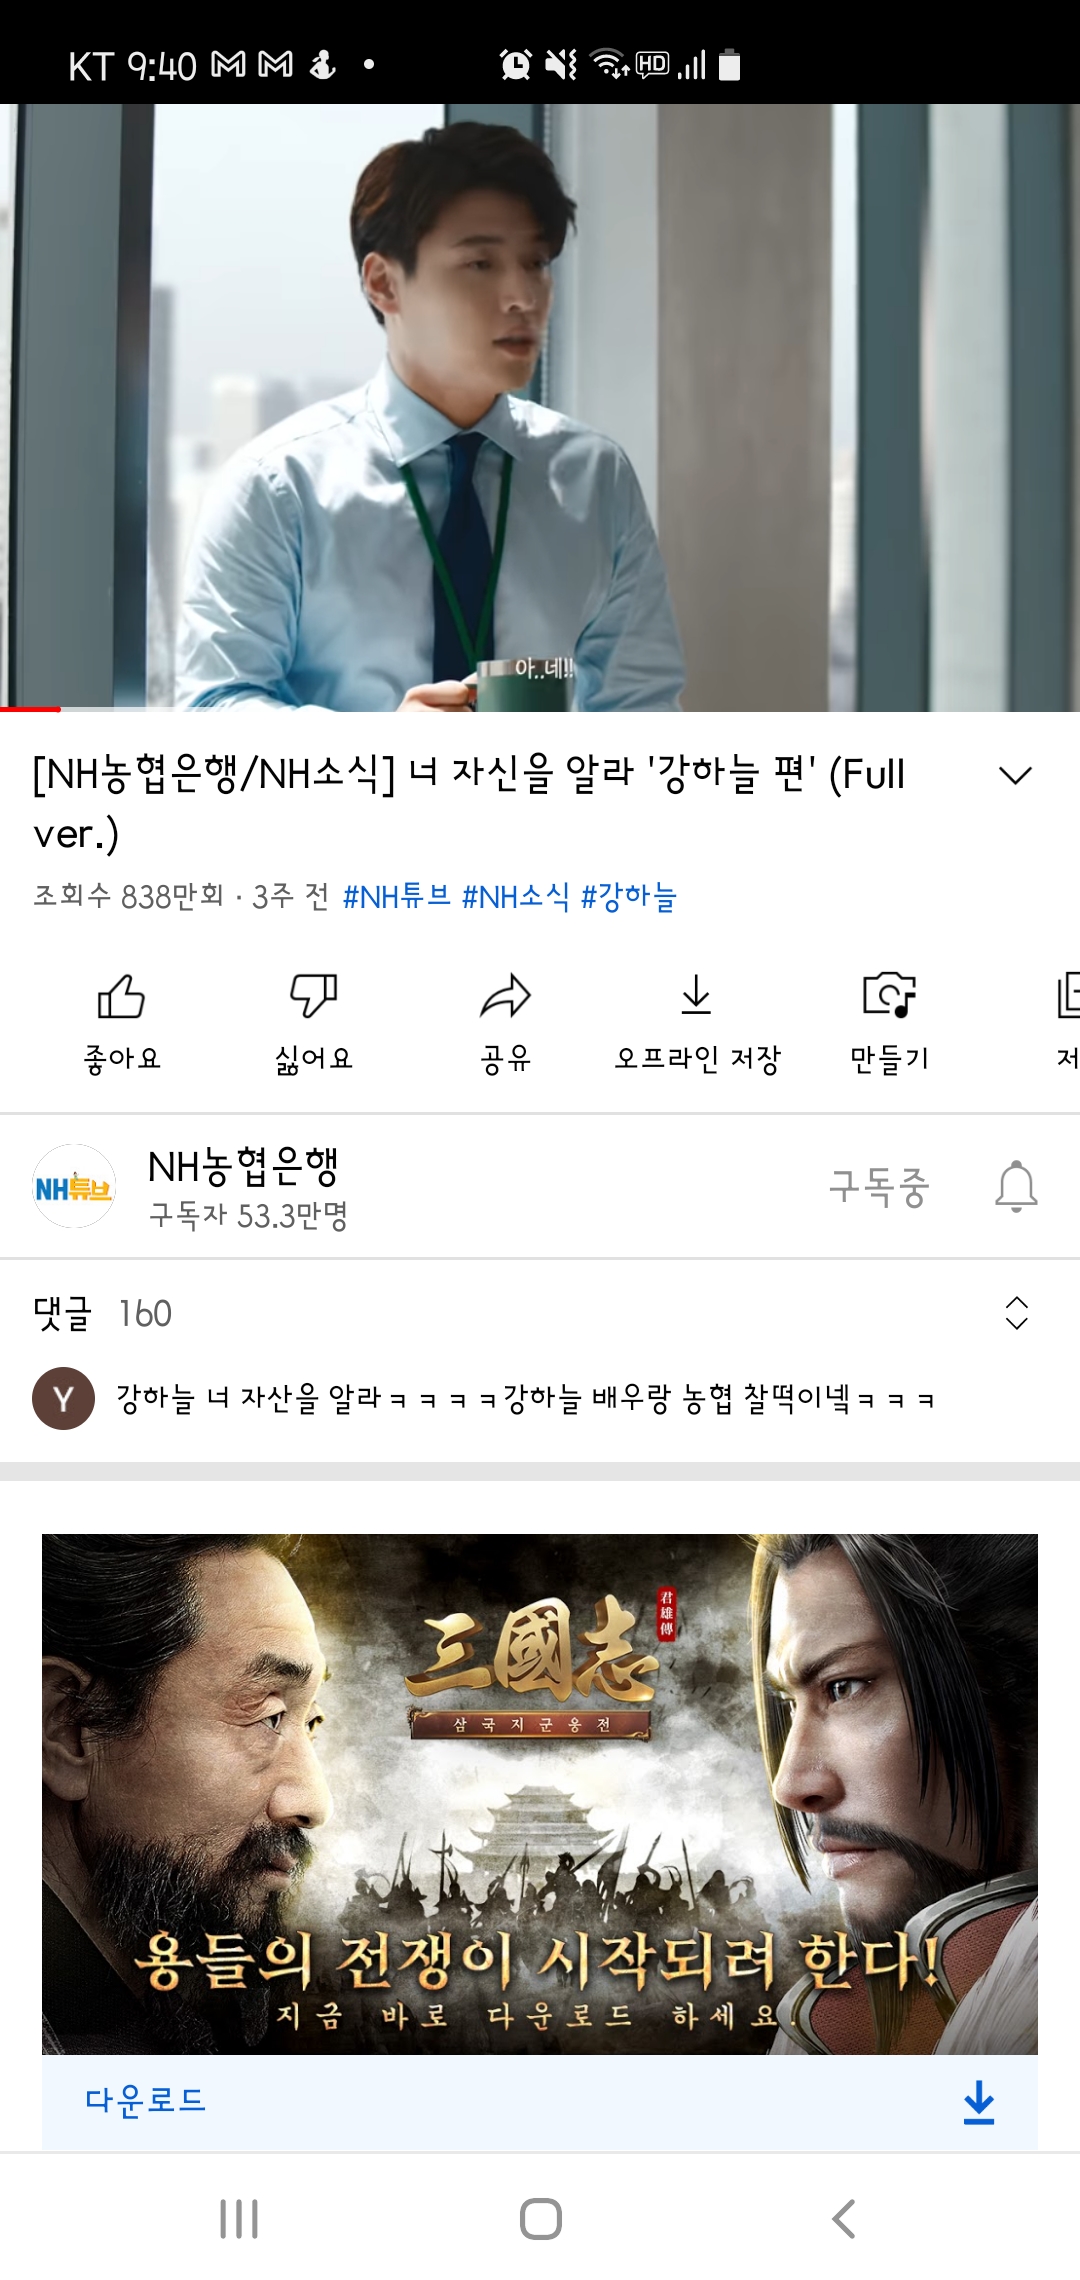 KT 9:40
HD
아..네!!
[NH농협은행/NH소식] 너 자신을 알라 '강하늘 편' (Full
ver.)
조회수 838만회 · 3주 전 #NH튜브 #NH소식 #강하늘
좋아요 싫어요 공유 오프라인 저장 만들기 저
NH튜브
NH농협은행
구독자 53.3만명
구독중
댓글 160
Y
강하늘 너 자산을 알라ㅋㅋㅋㅋ강하늘 배우랑 농협 찰떡이넼ㅋㅋㅋ
三國志
君雄傳
삼국지군웅전
용들의 전쟁이 시작되려 한다!
지금 바로 다운로드 하세요.
다운로드